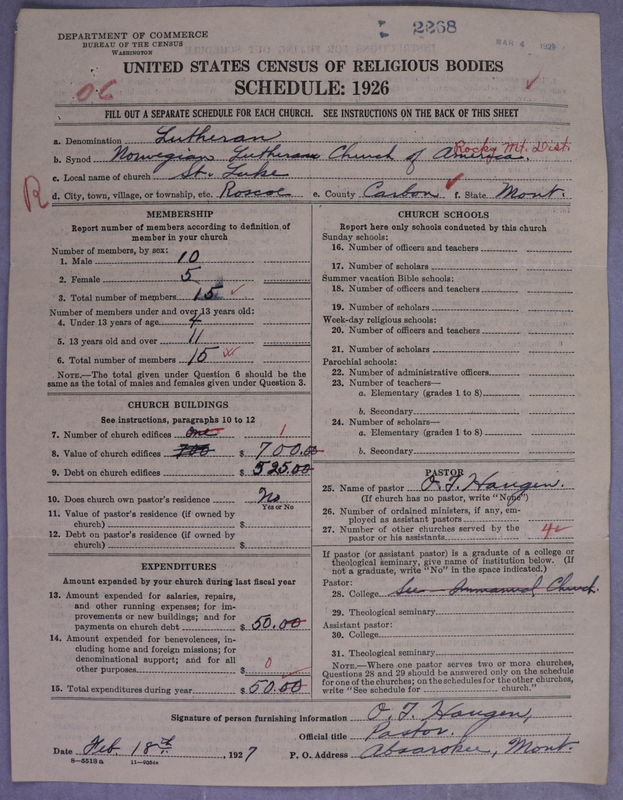 DEPARTMENT OF COMMERCE
BUREAU OF THE CENSUS
WASHINGTON
2268
MAR 4 1927
UNITED STATES CENSUS OF RELIGIOUS BODIES
SCHEDULE: 1926
06
FILL OUT A SEPARATE SCHEDULE FOR EACH CHURCH. SEE INSTRUCTIONS ON THE BACK OF THIS SHEET
a. Denomination Lutheran
b. Synod Norwegian Lutheran Church of America. Rocky Mt. Dist.
c. Local name of church St. Luke
R
d. City, town, village, or township, etc. Roscoe e. County Carbon f. State Mont.
MEMBERSHIP
Report number of members according to definition of
member in your church
Number of members, by sex:
1. Male 10
2. Female 5
3. Total number of members 15
Number of members under and over 13 years old:
4. Under 13 years of age 4
5. 13 years old and over 11
6. Total number of members 15
NOTE.—The total given under Question 6 should be the
same as the total of males and females given under Question 3.
CHURCH BUILDINGS
See instructions, paragraphs 10 to 12
7. Number of church edifices one 1
8. Value of church edifices 700 $ 700.00
9. Debt on church edifices $ 525.00
10. Does church own pastor's residence No
Yes or No
11. Value of pastor's residence (if owned by
church) $
12. Debt on pastor's residence (if owned by
church) $
EXPENDITURES
Amount expended by your church during last fiscal year
13. Amount expended for salaries, repairs,
and other running expenses; for im-
provements or new buildings; and for
payments on church debt $ 50.00
14. Amount expended for benevolences, in-
cluding home and foreign missions; for
denominational support; and for all
other purposes $ 0
15. Total expenditures during year $ 50.00
CHURCH SCHOOLS
Report here only schools conducted by this church
Sunday schools:
16. Number of officers and teachers
17. Number of scholars
Summer vacation Bible schools:
18. Number of officers and teachers
19. Number of scholars
Week-day religious schools:
20. Number of officers and teachers
21. Number of scholars
Parochial schools:
22. Number of administrative officers
23. Number of teachers—
a. Elementary (grades 1 to 8)
b. Secondary
24. Number of scholars—
a. Elementary (grades 1 to 8)
b. Secondary
PASTOR
25. Name of pastor O. T. Haugen.
(If church has no pastor, write "None")
26. Number of ordained ministers, if any, em-
ployed as assistant pastors
27. Number of other churches served by the
pastor or his assistants 4
If pastor (or assistant pastor) is a graduate of a college or
theological seminary, give name of institution below. (If
not a graduate, write "No" in the space indicated.)
Pastor:
28. College See Immanuel Church.
29. Theological seminary
Assistant pastor:
30. College
31. Theological seminary
NOTE.—Where one pastor serves two or more churches,
Questions 28 and 29 should be answered only on the schedule
for one of the churches; on the schedules for the other churches,
write "See schedule for church."
Signature of person furnishing information O. T. Haugen,
Official title Pastor.
Date Feb. 18th, 1927 P. O. Address Absarokee, Mont.
8-5518 a 11-9354a